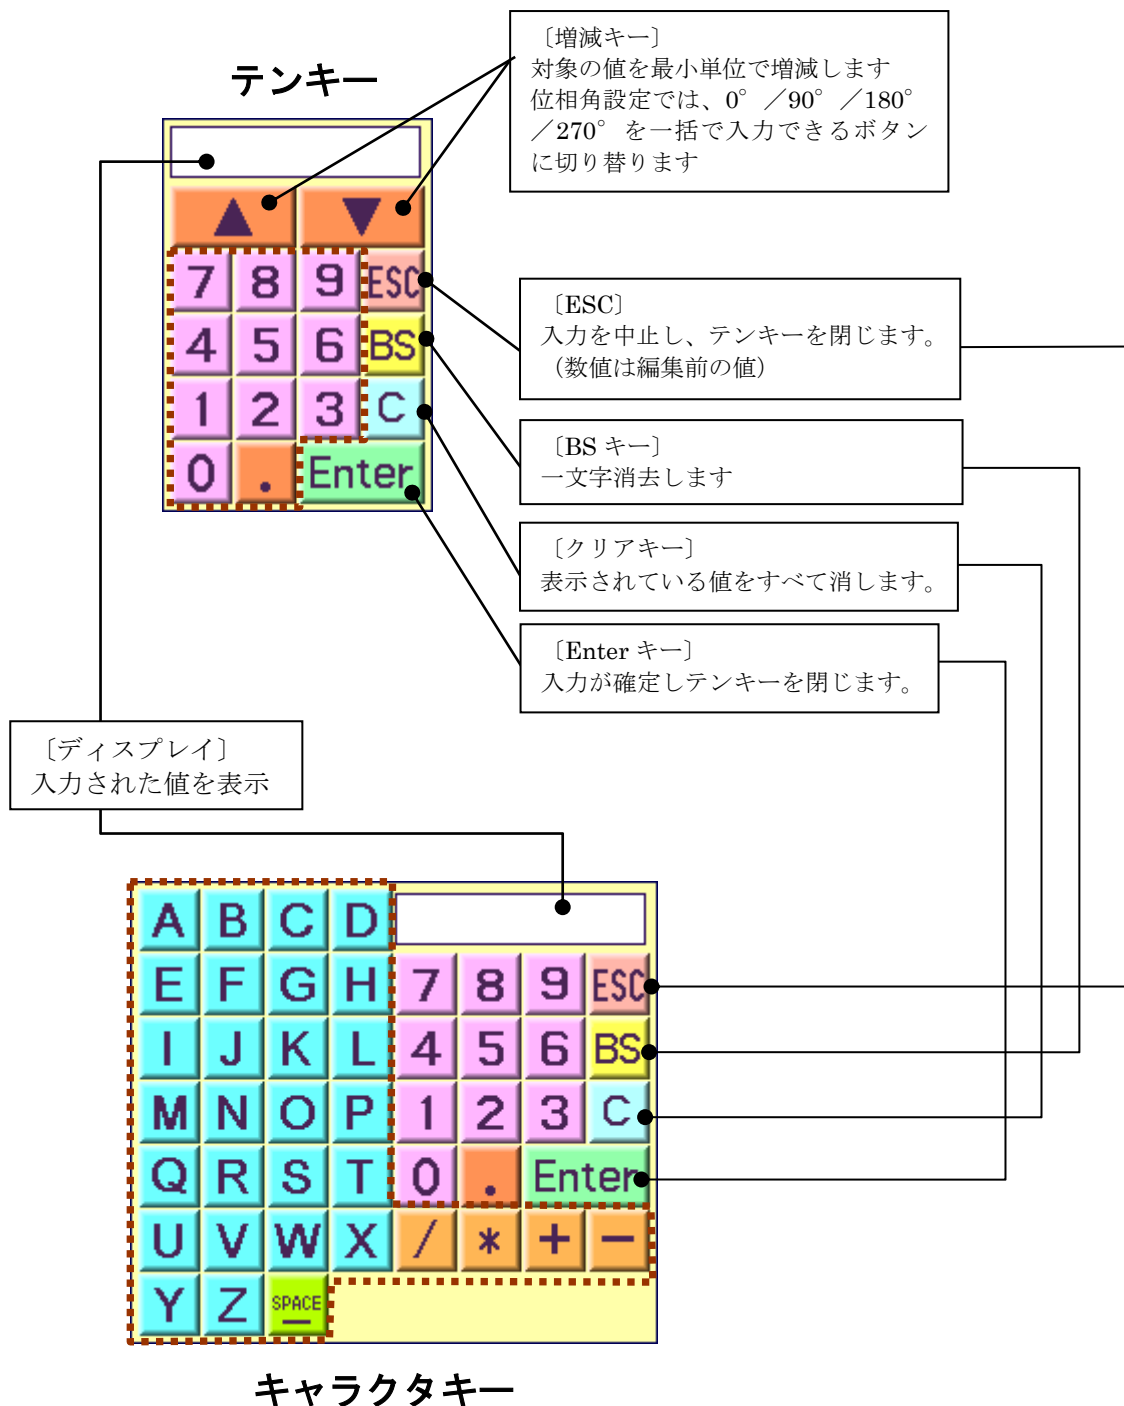 〔増減キー〕
対象の値を最小単位で増減します
位相角設定では、0°／90°／180°
／270°を一括で入力できるボタン
に切り替ります
テンキー
▲ ▼
7 8 9 ESC
4 5 6 BS
1 2 3 C
0 . Enter
〔ESC〕
入力を中止し、テンキーを閉じます。
（数値は編集前の値）
〔BS キー〕
一文字消去します
〔クリアキー〕
表示されている値をすべて消します。
〔Enter キー〕
入力が確定しテンキーを閉じます。
〔ディスプレイ〕
入力された値を表示
A B C D
E F G H 7 8 9 ESC
I J K L 4 5 6 BS
M N O P 1 2 3 C
Q R S T 0 . Enter
U V W X / * + −
Y Z SPACE
キャラクタキー